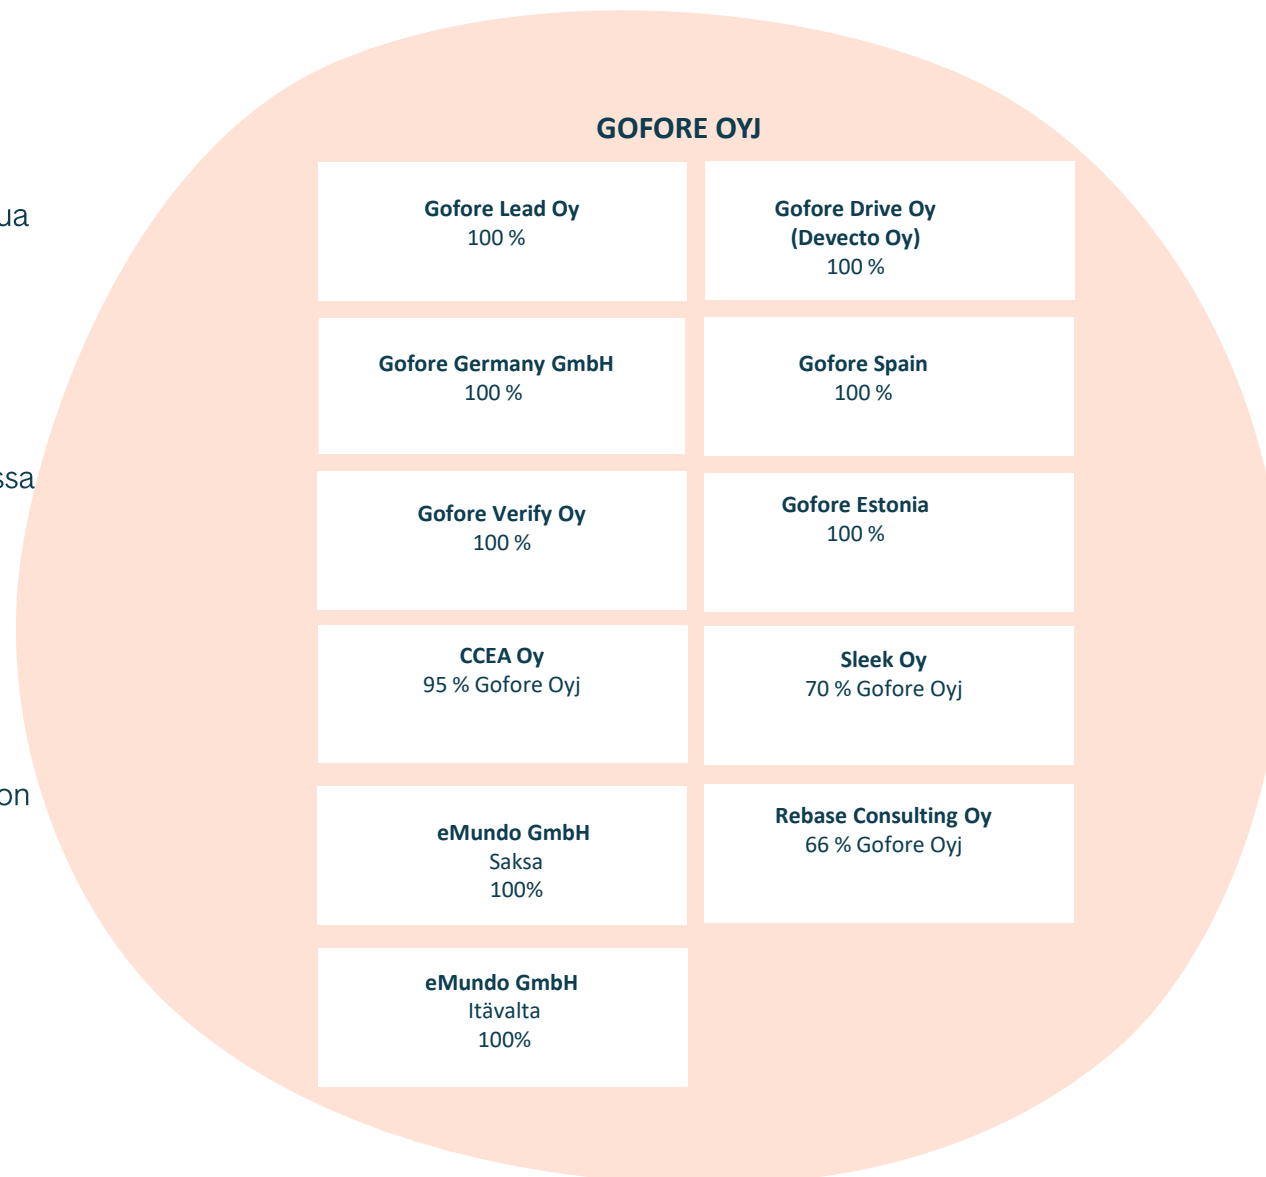 GOFORE OYJ
Gofore Lead Oy
100 %
Gofore Drive Oy
(Devecto Oy)
100 %
ua
Gofore Germany GmbH
100 %
Gofore Spain
100 %
ssa
Gofore Verify Oy
100 %
Gofore Estonia
100 %
CCEA Oy
95 % Gofore Oyj
Sleek Oy
70 % Gofore Oyj
on
eMundo GmbH
Saksa
100%
Rebase Consulting Oy
66 % Gofore Oyj
eMundo GmbH
Itävalta
100%